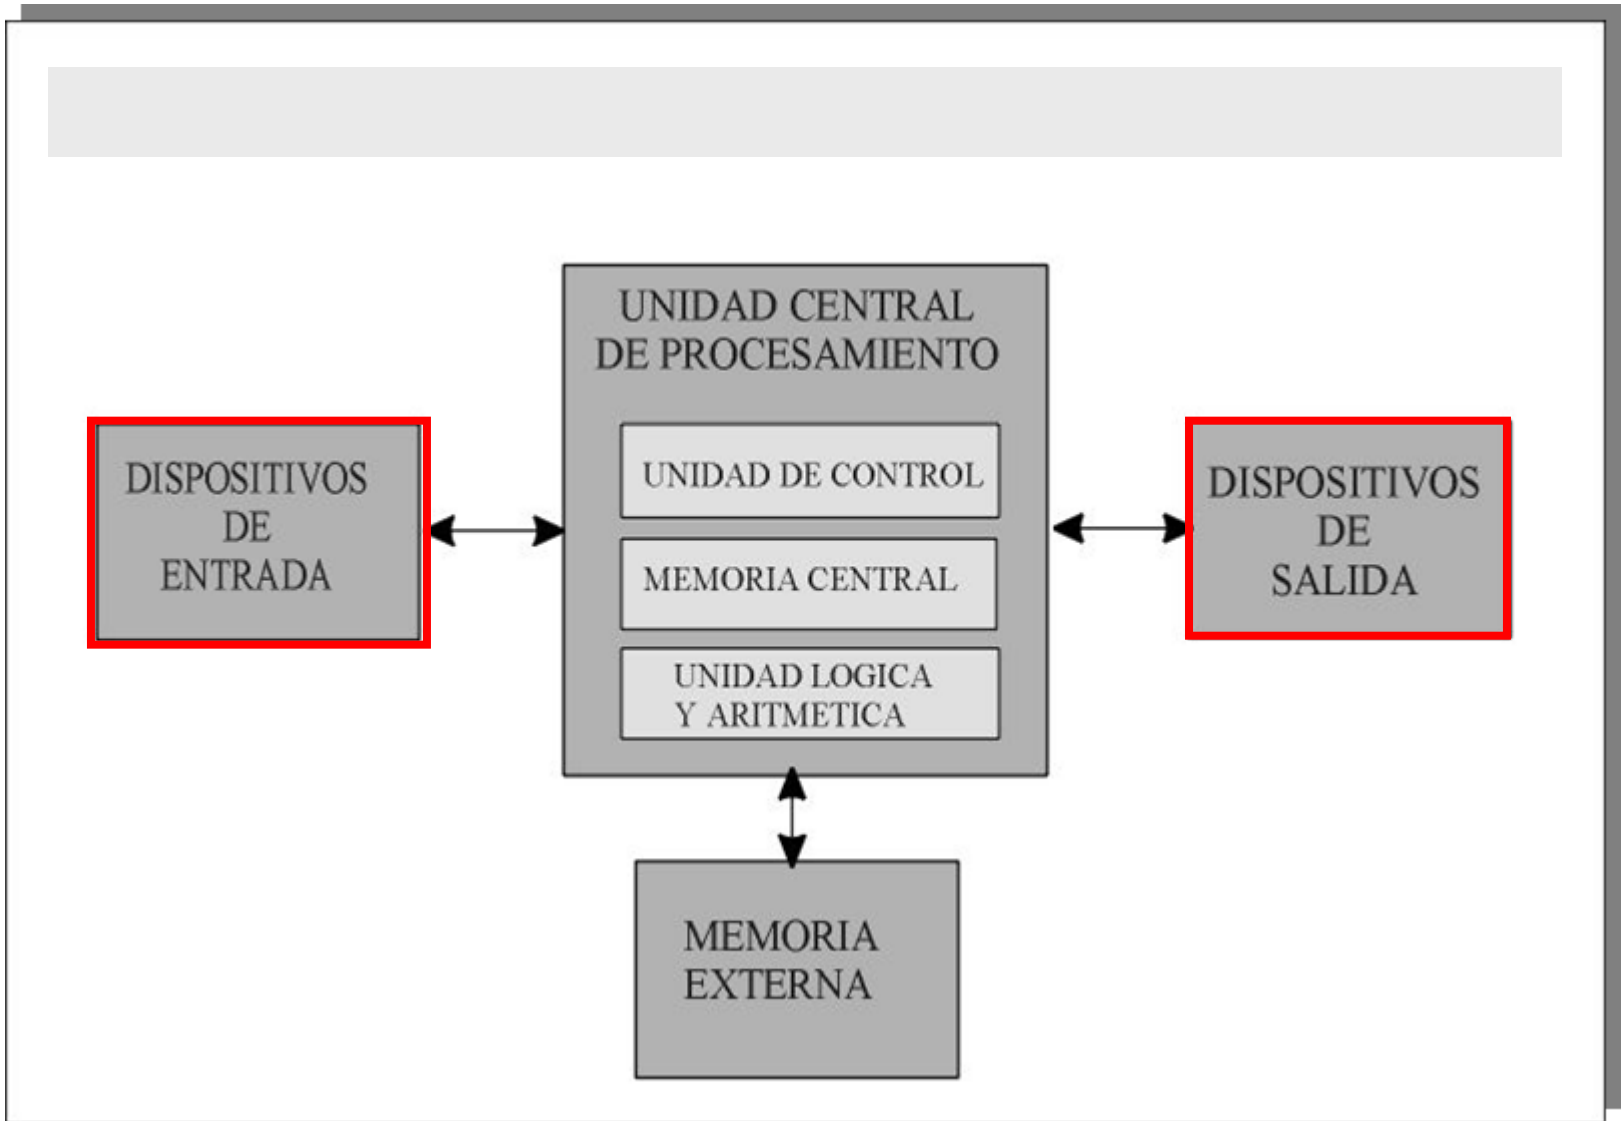 UNIDAD CENTRAL
DE PROCESAMIENTO
DISPOSITIVOS
DE
ENTRADA
UNIDAD DE CONTROL
MEMORIA CENTRAL
UNIDAD LOGICA
Y ARITMETICA
DISPOSITIVOS
DE
SALIDA
MEMORIA
EXTERNA